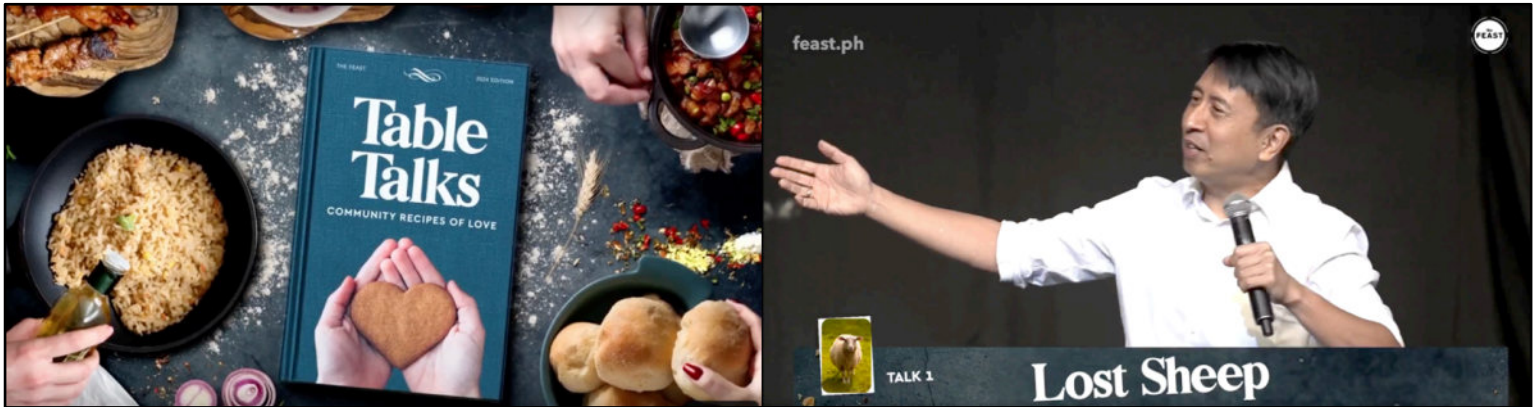 THE FEAST
2024 EDITION
Table
Talks
COMMUNITY RECIPES OF LOVE
feast.ph
the
FEAST
TALK 1
Lost Sheep